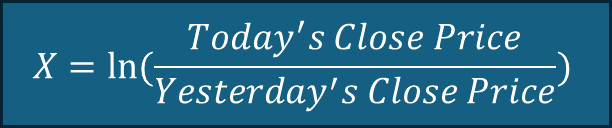 X = ln(Today's Close Price / Yesterday's Close Price)